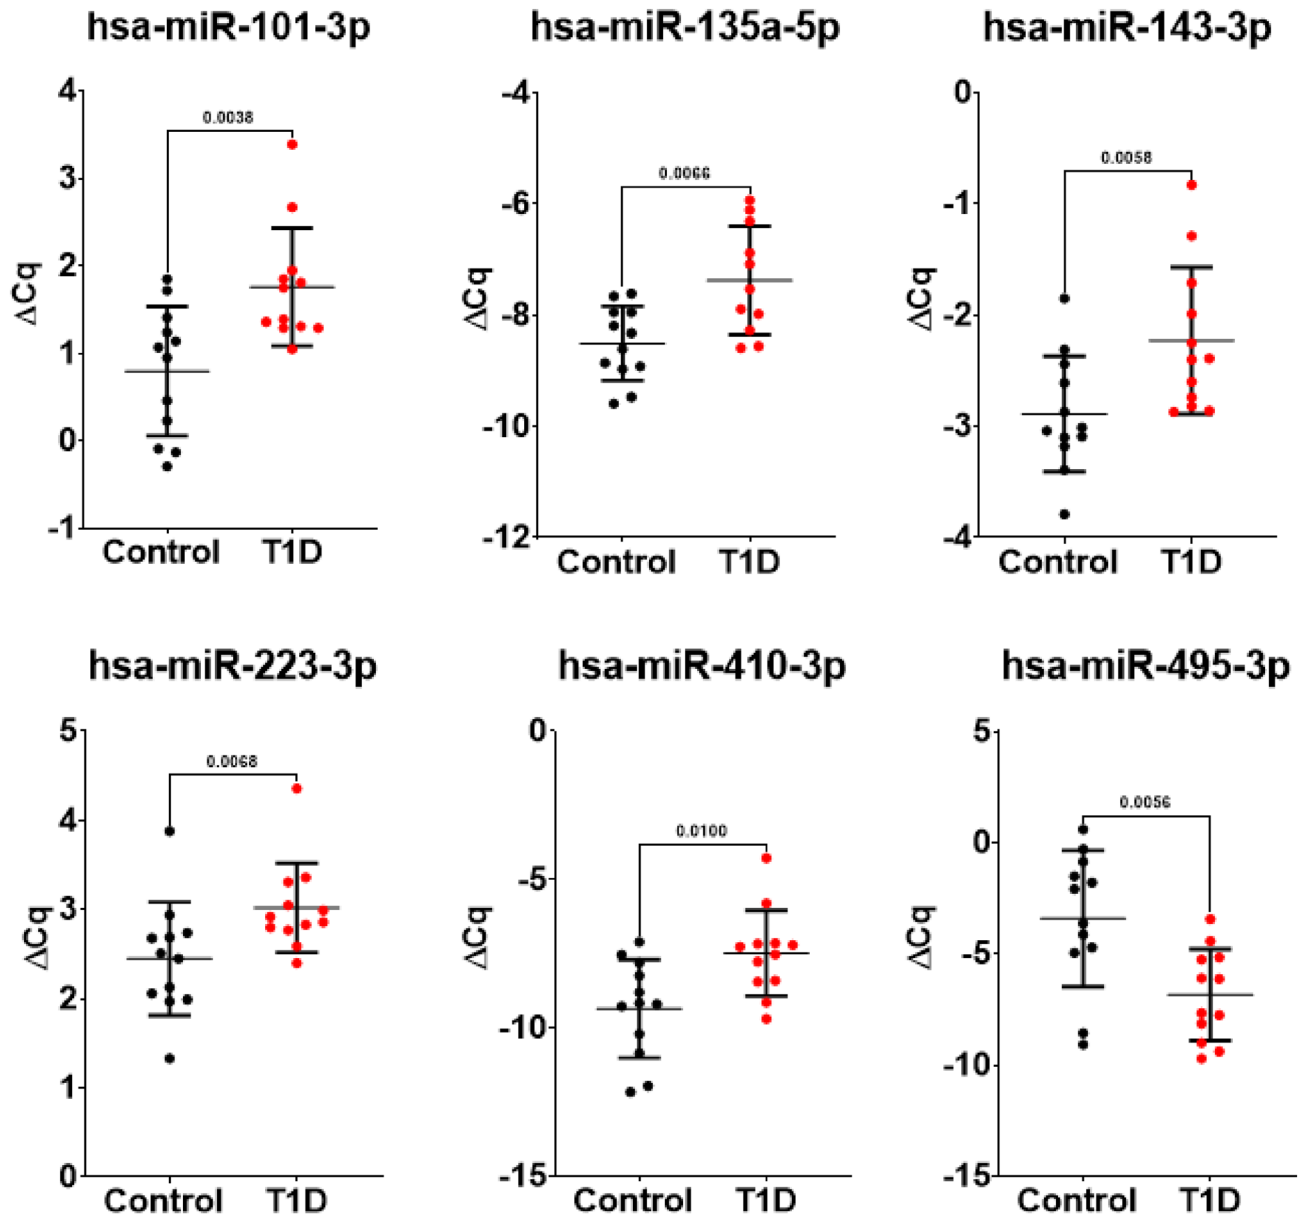 hsa-miR-101-3p
4
3
2
1
0
-1
ΔCq
0.0038
Control T1D
hsa-miR-135a-5p
-4
-6
-8
-10
-12
ΔCq
0.0066
Control T1D
hsa-miR-143-3p
0
-1
-2
-3
-4
ΔCq
0.0058
Control T1D
hsa-miR-223-3p
5
4
3
2
1
0
ΔCq
0.0068
Control T1D
hsa-miR-410-3p
0
-5
-10
-15
ΔCq
0.0100
Control T1D
hsa-miR-495-3p
5
0
-5
-10
-15
ΔCq
0.0056
Control T1D